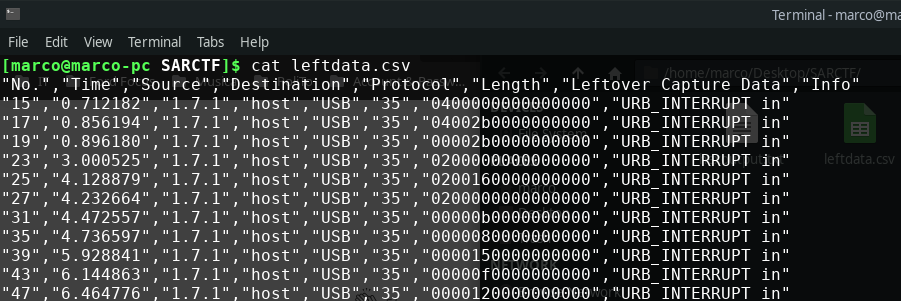 Terminal - marco@ma
File Edit View Terminal Tabs Help
[marco@marco-pc SARCTF]$ cat leftdata.csv
/home/marco/Desktop/SARCTF/
"No.","Time","Source","Destination","Protocol","Length","Leftover Capture Data","Info"
"15","0.712182","1.7.1","host","USB","35","0400000000000000","URB_INTERRUPT in"
"17","0.856194","1.7.1","host","USB","35","04002b0000000000","URB_INTERRUPT in"
"19","0.896180","1.7.1","host","USB","35","00002b0000000000","URB_INTERRUPT in"
"23","3.000525","1.7.1","host","USB","35","0200000000000000","URB_INTERRUPT in"
leftdata.csv
"25","4.128879","1.7.1","host","USB","35","0200160000000000","URB_INTERRUPT in"
"27","4.232664","1.7.1","host","USB","35","0200000000000000","URB_INTERRUPT in"
"31","4.472557","1.7.1","host","USB","35","00000b0000000000","URB_INTERRUPT in"
"35","4.736597","1.7.1","host","USB","35","0000080000000000","URB_INTERRUPT in"
"39","5.928841","1.7.1","host","USB","35","0000150000000000","URB_INTERRUPT in"
"43","6.144863","1.7.1","host","USB","35","00000f0000000000","URB_INTERRUPT in"
"47","6.464776","1.7.1","host","USB","35","0000120000000000","URB_INTERRUPT in"